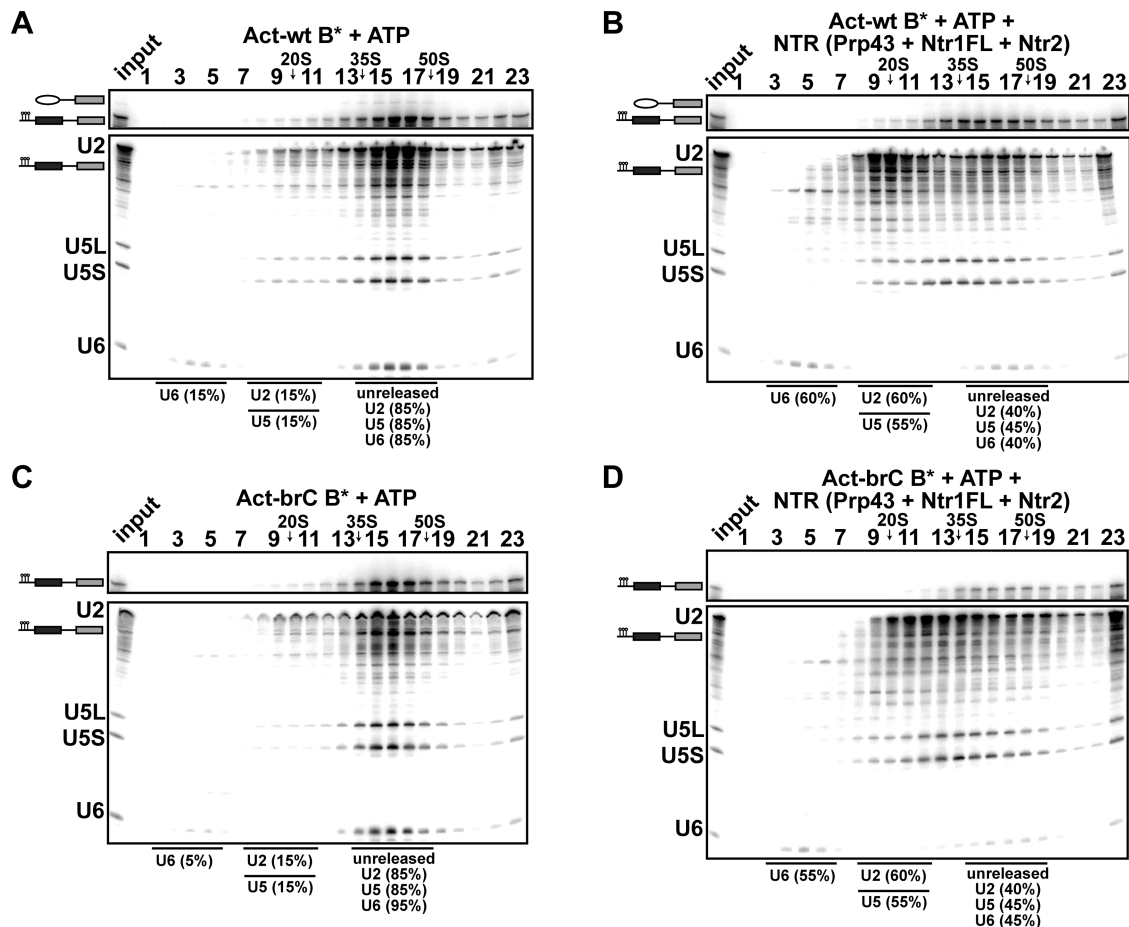 A
Act-wt B* + ATP
20S 35S 50S
input 1 3 5 7 9 11 13 15 17 19 21 23
U2
U5L
U5S
U6
U6 (15%) U2 (15%) unreleased
U5 (15%) U2 (85%)
U5 (85%)
U6 (85%)
B
Act-wt B* + ATP +
NTR (Prp43 + Ntr1FL + Ntr2)
20S 35S 50S
input 1 3 5 7 9 11 13 15 17 19 21 23
U2
U5L
U5S
U6
U6 (60%) U2 (60%) unreleased
U5 (55%) U2 (40%)
U5 (45%)
U6 (40%)
C
Act-brC B* + ATP
20S 35S 50S
input 1 3 5 7 9 11 13 15 17 19 21 23
U2
U5L
U5S
U6
U6 (5%) U2 (15%) unreleased
U5 (15%) U2 (85%)
U5 (85%)
U6 (95%)
D
Act-brC B* + ATP +
NTR (Prp43 + Ntr1FL + Ntr2)
20S 35S 50S
input 1 3 5 7 9 11 13 15 17 19 21 23
U2
U5L
U5S
U6
U6 (55%) U2 (60%) unreleased
U5 (55%) U2 (40%)
U5 (45%)
U6 (45%)